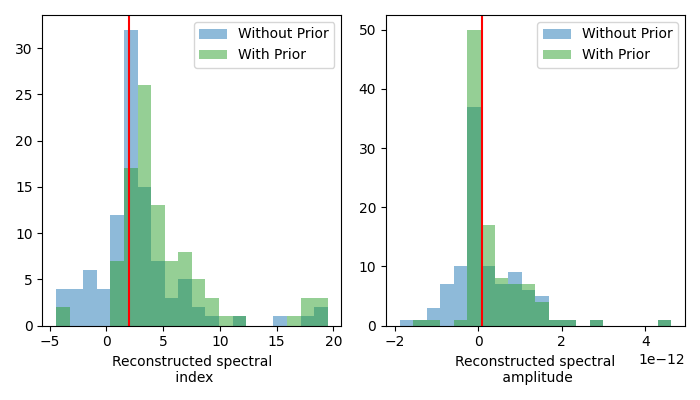 Without Prior
With Prior
30
25
20
15
10
5
0
−5
0
5
10
15
20
Reconstructed spectral
index
Without Prior
With Prior
50
40
30
20
10
0
−2
0
2
4
1e−12
Reconstructed spectral
amplitude